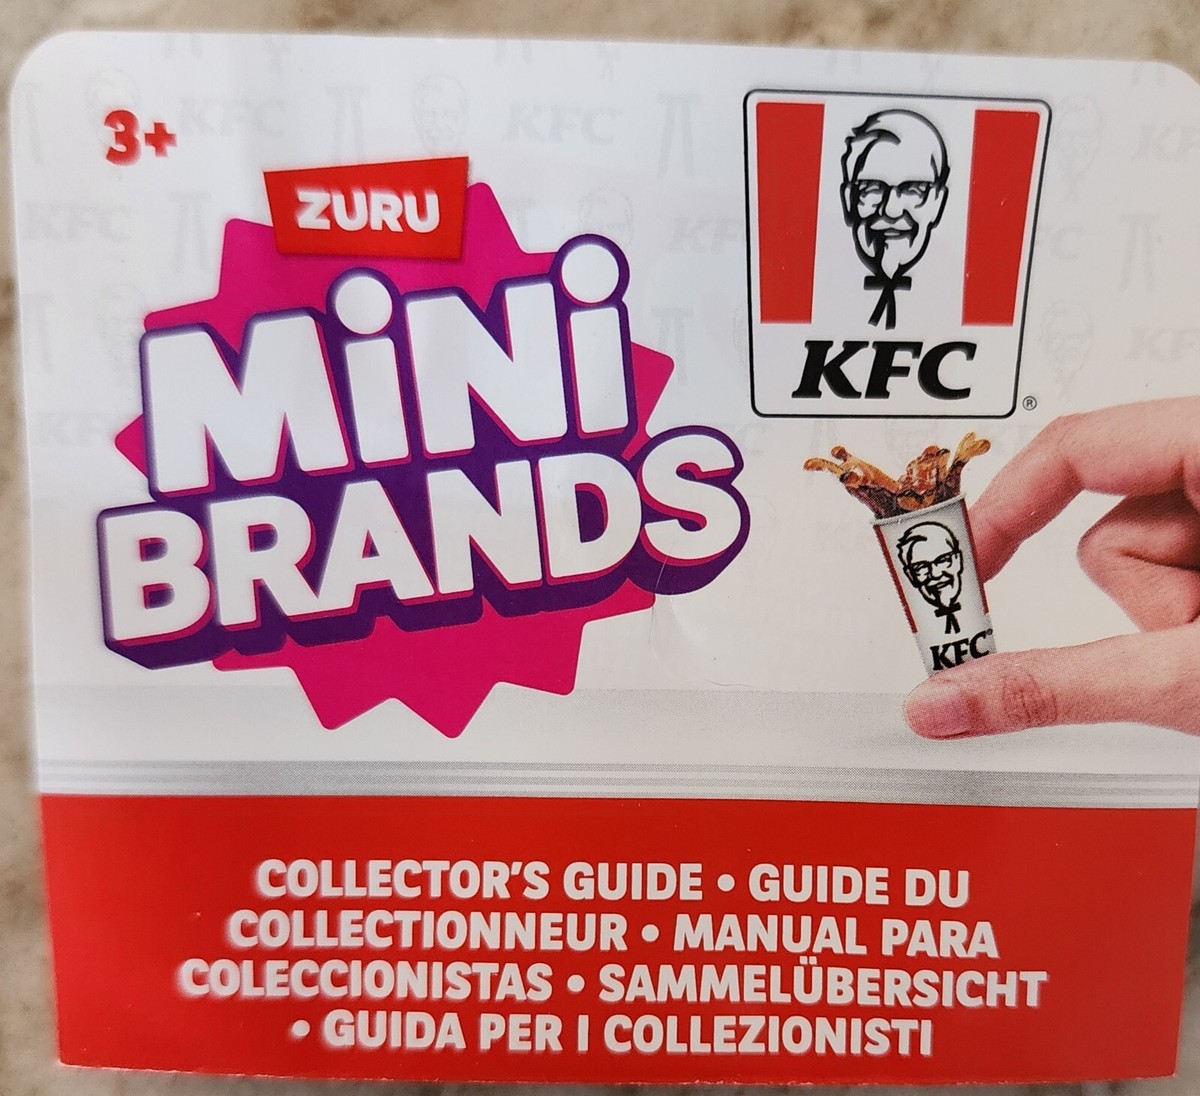 3+
ZURU
MiNi
BRANDS
KFC
®
KFC
COLLECTOR'S GUIDE • GUIDE DU
COLLECTIONNEUR • MANUAL PARA
COLECCIONISTAS • SAMMELÜBERSICHT
• GUIDA PER I COLLEZIONISTI